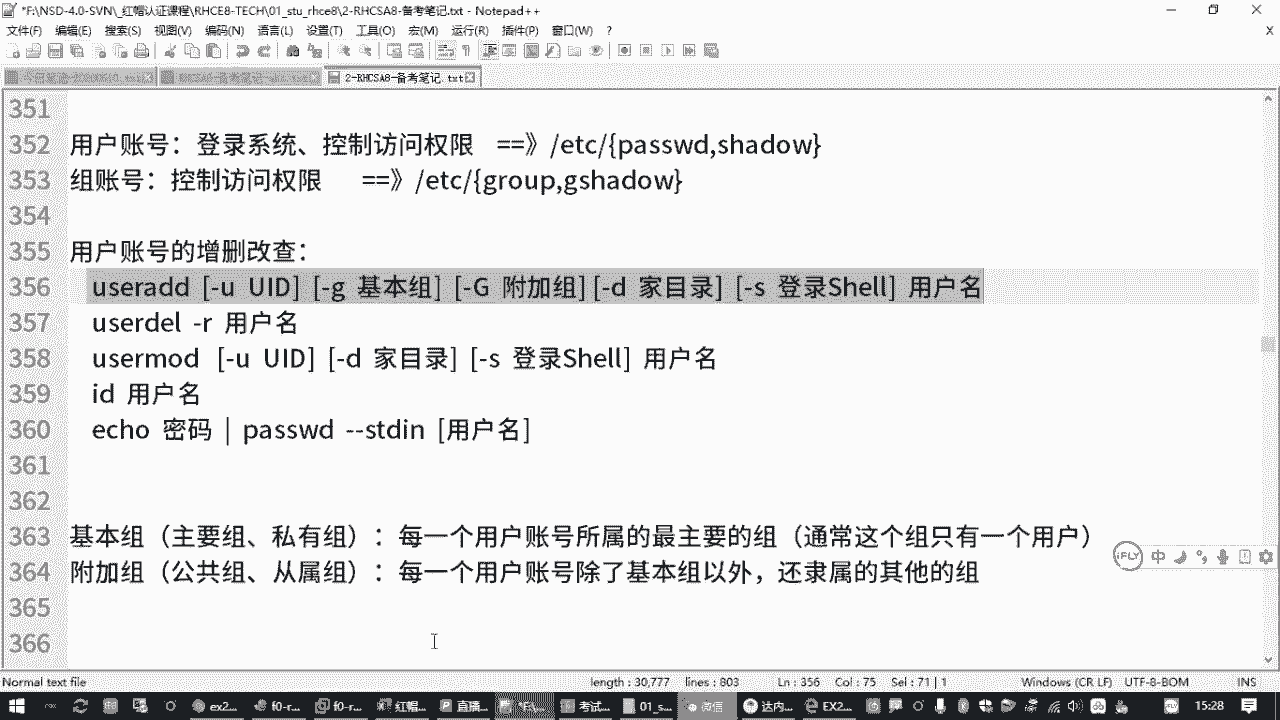 *F:\NSD-4.0-SVN\_红帽认证课程\RHCE8-TECH\01_stu_rhce8\2-RHCSA8-备考笔记.txt - Notepad++
文件(F) 编辑(E) 搜索(S) 视图(V) 编码(N) 语言(L) 设置(T) 工具(O) 宏(M) 运行(R) 插件(P) 窗口(W) ? X
2-RHCSA8-备考笔记.txt
351
352 用户账号：登录系统、控制访问权限 ==》/etc/{passwd,shadow}
353 组账号：控制访问权限 ==》/etc/{group,gshadow}
354
355 用户账号的增删改查：
356 useradd [-u UID] [-g 基本组] [-G 附加组] [-d 家目录] [-s 登录Shell] 用户名
357 userdel -r 用户名
358 usermod [-u UID] [-d 家目录] [-s 登录Shell] 用户名
359 id 用户名
360 echo 密码 | passwd --stdin [用户名]
361
362
363 基本组（主要组、私有组）：每一个用户账号所属的最主要的组（通常这个组只有一个用户）
364 附加组（公共组、从属组）：每一个用户账号除了基本组以外，还隶属的其他的组
365
366
iFLY 中
Normal text file length : 30,777 lines : 803 Ln : 356 Col : 75 Sel : 71 | 1 Windows (CR LF) UTF-8-BOM INS
ex2... f0-r... f0-r... 红帽... 直播... *F\... 考试... 01_s... 微信 达内... EX2... 15:28